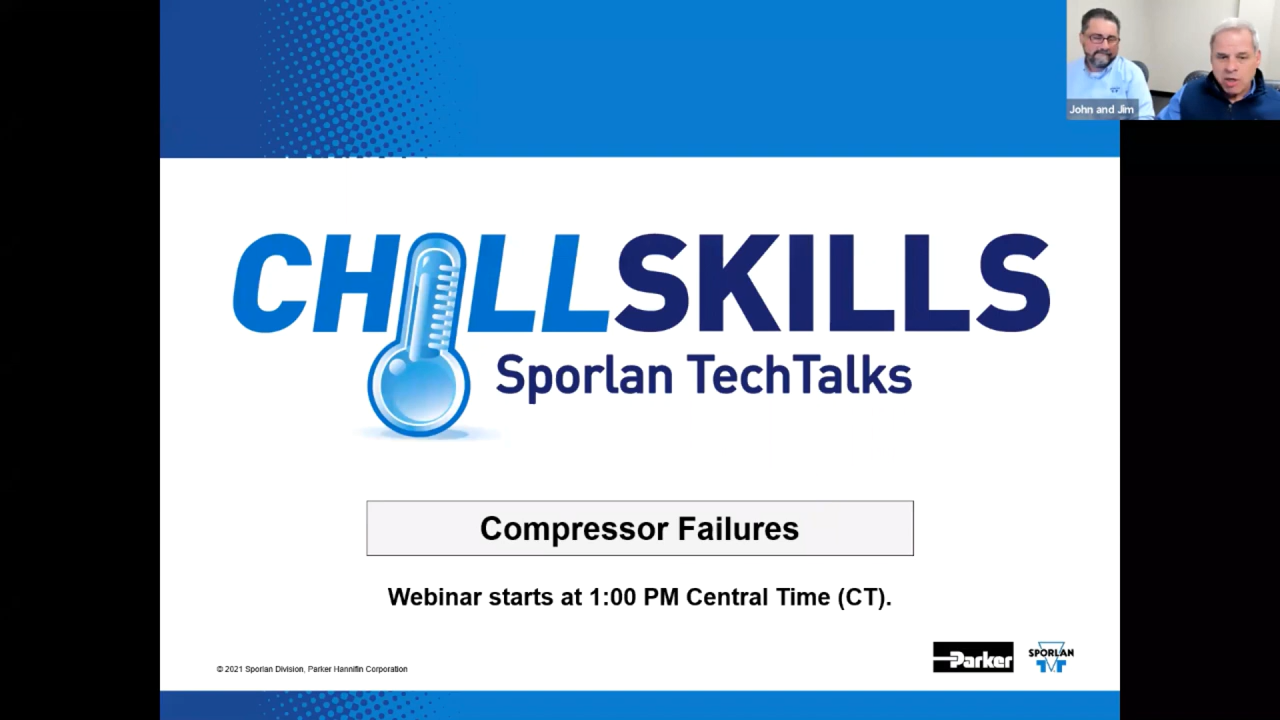 John and Jim
CHILLSKILLS
Sporlan TechTalks
Compressor Failures
Webinar starts at 1:00 PM Central Time (CT).
© 2021 Sporlan Division, Parker Hannifin Corporation
Parker
SPORLAN